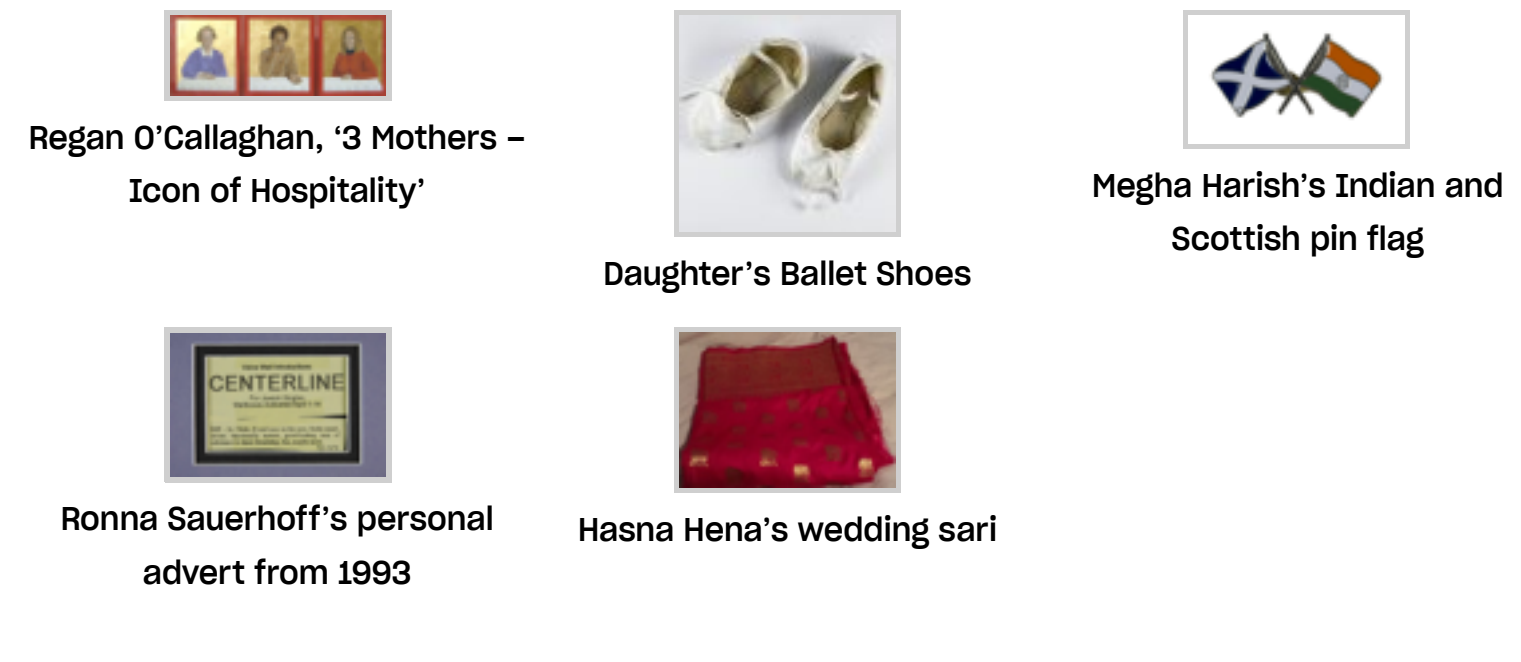 Regan O’Callaghan, ‘3 Mothers –
Icon of Hospitality’
Daughter’s Ballet Shoes
Megha Harish’s Indian and
Scottish pin flag
CENTERLINE
Ronna Sauerhoff’s personal
advert from 1993
Hasna Hena’s wedding sari